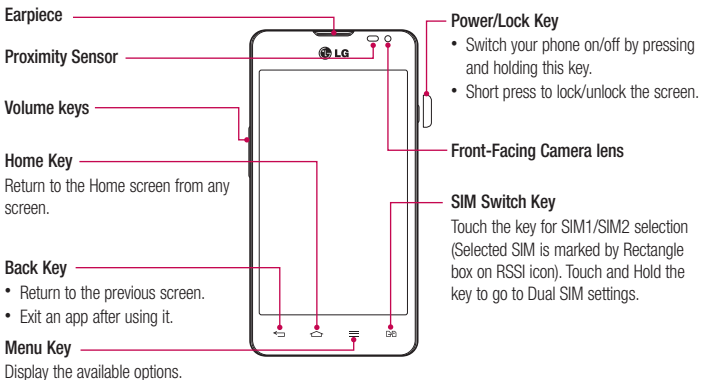 Earpiece
Proximity Sensor
Volume keys
Home Key
Return to the Home screen from any
screen.
Back Key
• Return to the previous screen.
• Exit an app after using it.
Menu Key
Display the available options.
LG
Power/Lock Key
• Switch your phone on/off by pressing
and holding this key.
• Short press to lock/unlock the screen.
Front-Facing Camera lens
SIM Switch Key
Touch the key for SIM1/SIM2 selection
(Selected SIM is marked by Rectangle
box on RSSI icon). Touch and Hold the
key to go to Dual SIM settings.